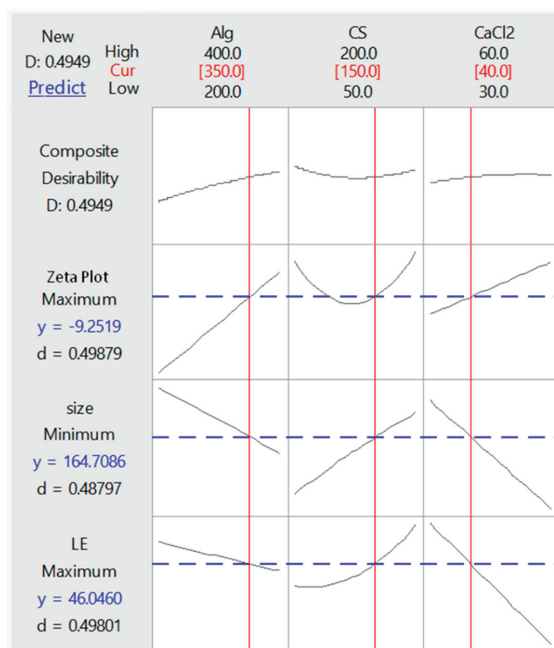 New
D: 0.4949
Predict
High
Cur
Low
Alg
400.0
[350.0]
200.0
CS
200.0
[150.0]
50.0
CaCl2
60.0
[40.0]
30.0
Composite
Desirability
D: 0.4949
Zeta Plot
Maximum
y = -9.2519
d = 0.49879
size
Minimum
y = 164.7086
d = 0.48797
LE
Maximum
y = 46.0460
d = 0.49801